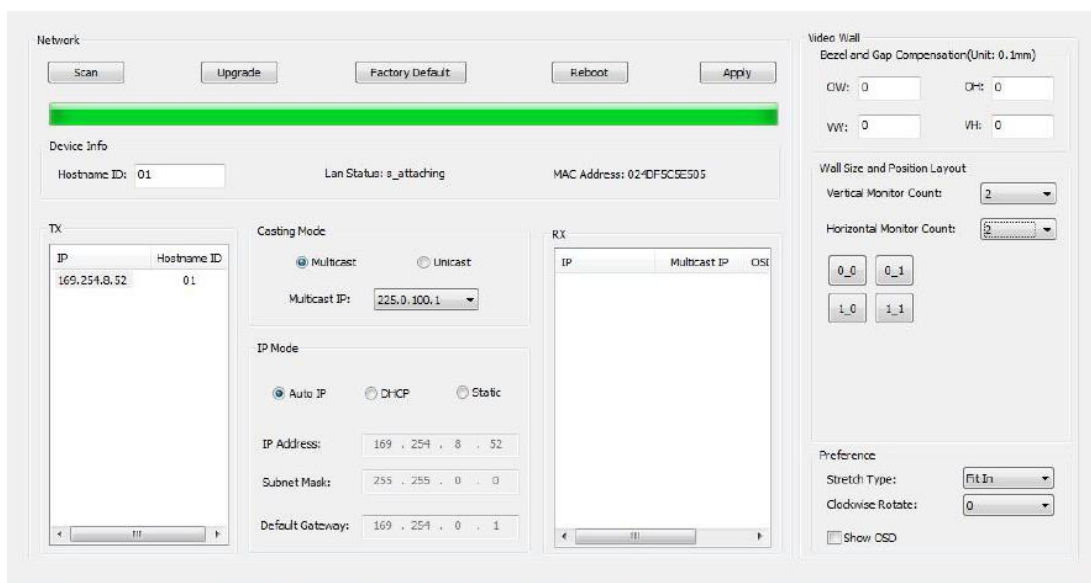 Network
Scan Upgrade Factory Default Reboot Apply
Device Info
Hostname ID: 01 Lan Status: s_attaching MAC Address: 024DF5C5E505
TX
IP Hostname ID
169.254.8.52 01
Casting Mode
Multicast Unicast
Multicast IP: 225.0.100.1
IP Mode
Auto IP DHCP Static
IP Address: 169 . 254 . 8 . 52
Subnet Mask: 255 . 255 . 0 . 0
Default Gateway: 169 . 254 . 0 . 1
RX
IP Multicast IP OSI
Video Wall
Bezel and Gap Compensation(Unit: 0.1mm)
OW: 0 OH: 0
VW: 0 VH: 0
Wall Size and Position Layout
Vertical Monitor Count: 2
Horizontal Monitor Count: 2
0_0 0_1
1_0 1_1
Preference
Stretch Type: Fit In
Clockwise Rotate: 0
Show OSD